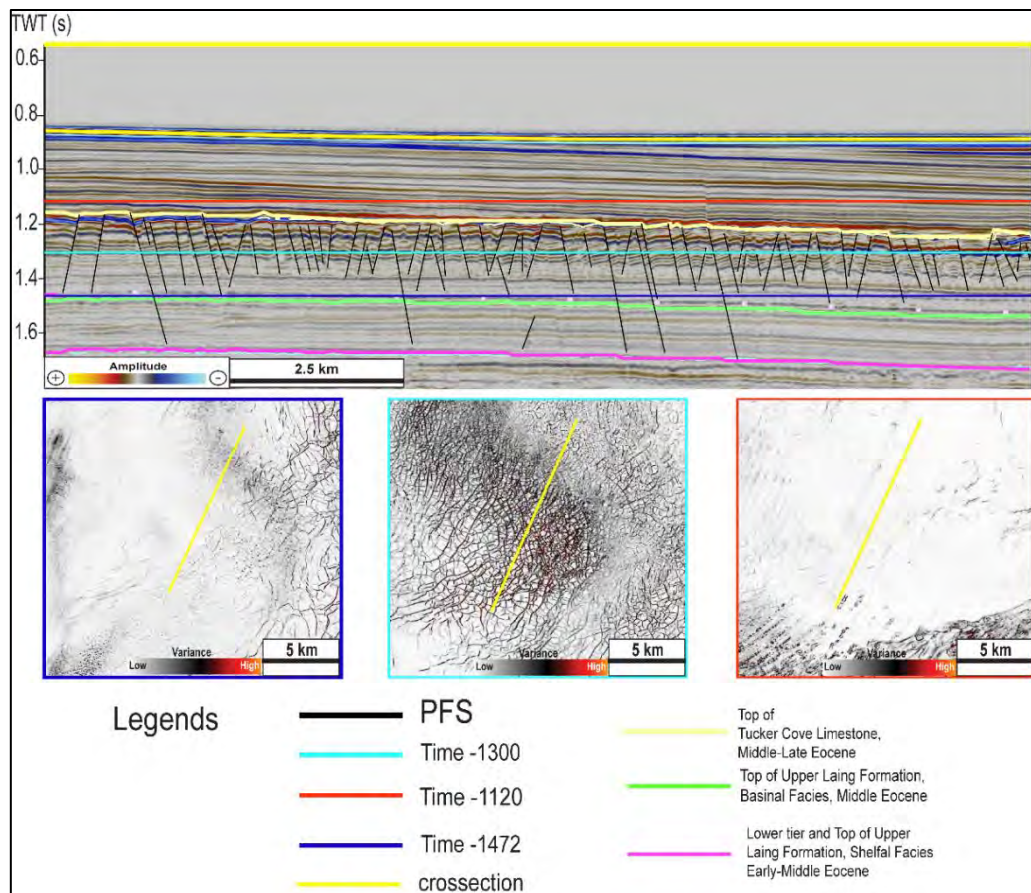 TWT (s)
0.6
0.8
1.0
1.2
1.4
1.6
Amplitude
+
−
2.5 km
Variance
Low
High
5 km
Variance
Low
High
5 km
Variance
Low
High
5 km
Legends
PFS
Time -1300
Time -1120
Time -1472
crossection
Top of
Tucker Cove Limestone,
Middle-Late Eocene
Top of Upper Laing Formation,
Basinal Facies, Middle Eocene
Lower tier and Top of Upper
Laing Formation, Shelfal Facies
Early-Middle Eocene